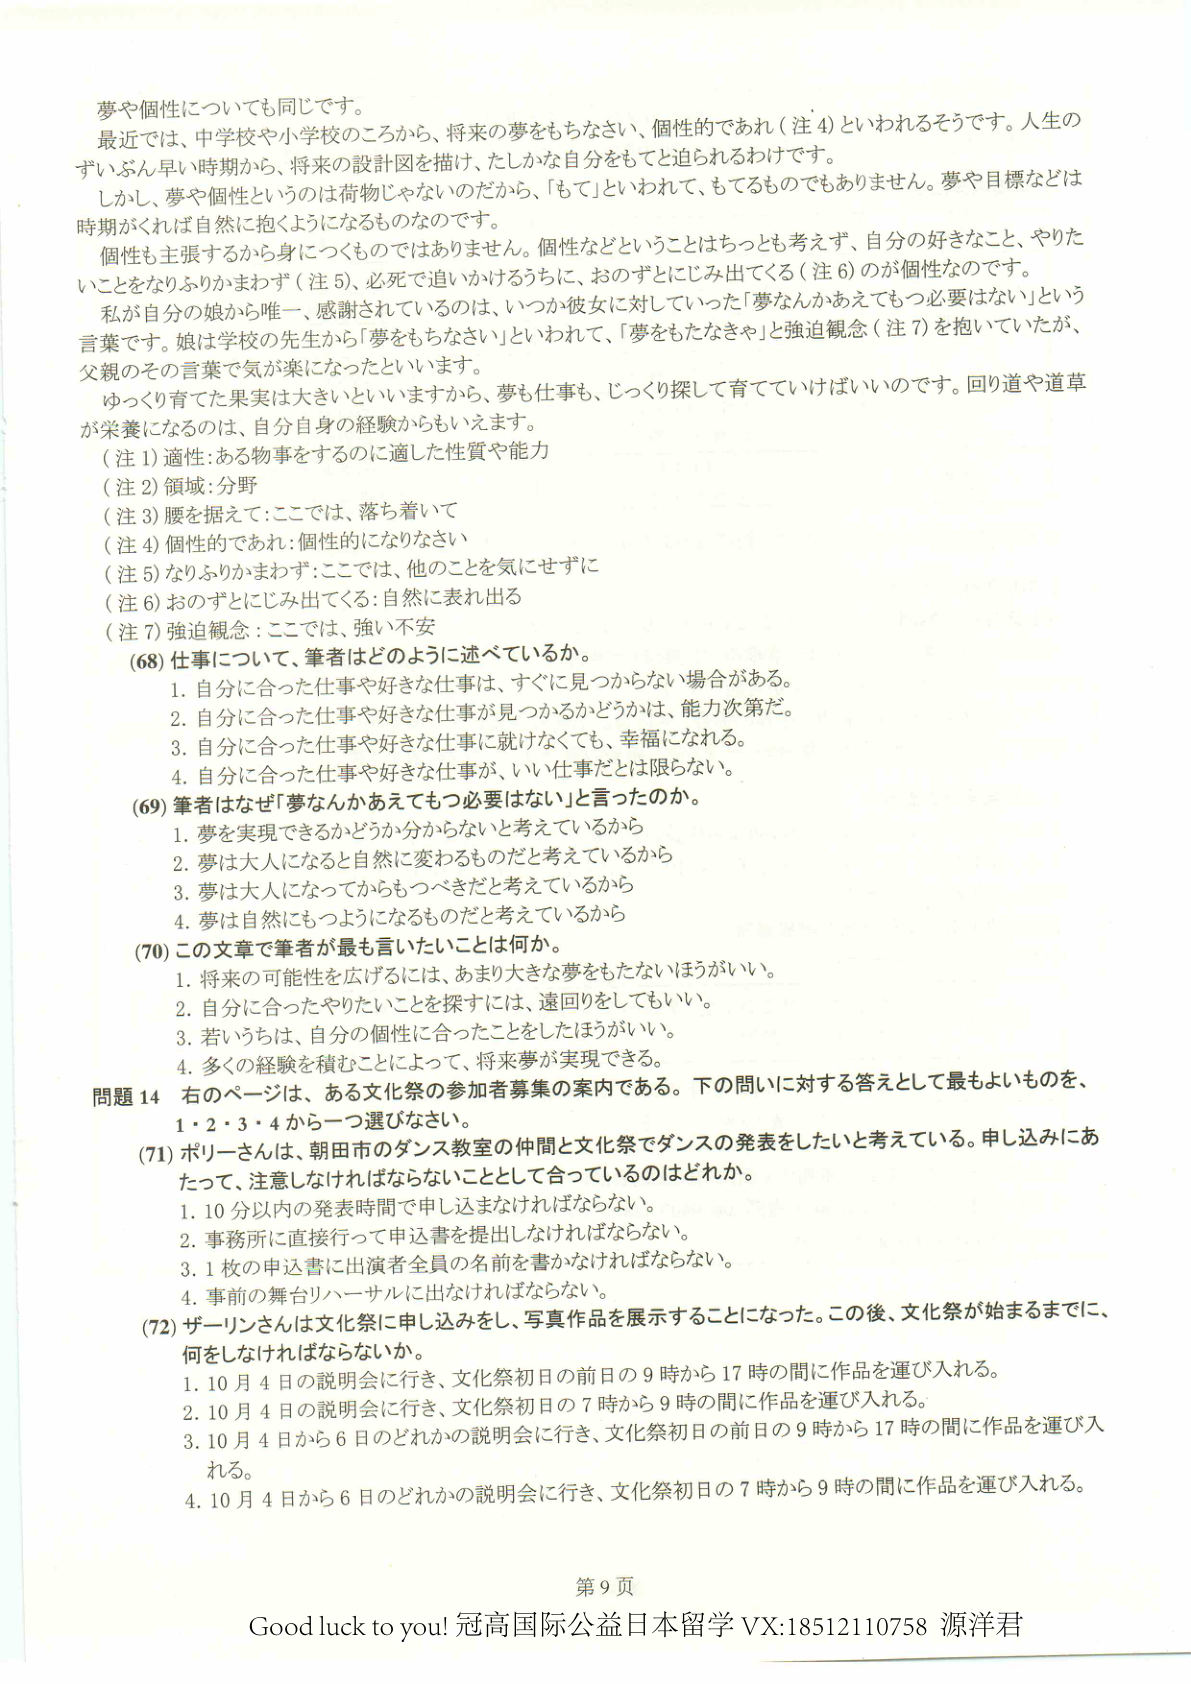 夢や個性についても同じです。
最近では、中学校や小学校のころから、将来の夢をもちなさい、個性的であれ(注4)といわれるそうです。人生の
ずいぶん早い時期から、将来の設計図を描け、たしかな自分をもてと迫られるわけです。
しかし、夢や個性というのは荷物じゃないのだから、「もて」といわれて、もてるものでもありません。夢や目標などは
時期がくれば自然に抱くようになるものなのです。
個性も主張するから身につくものではありません。個性などということはちっとも考えず、自分の好きなこと、やりた
いことをなりふりかまわず(注5)、必死で追いかけるうちに、おのずとにじみ出てくる(注6)のが個性なのです。
私が自分の娘から唯一、感謝されているのは、いつか彼女に対していった「夢なんかあえてもつ必要はない」という
言葉です。娘は学校の先生から「夢をもちなさい」といわれて、「夢をもたなきゃ」と強迫観念(注7)を抱いていたが、
父親のその言葉で気が楽になったといいます。
ゆっくり育てた果実は大きいといいますから、夢も仕事も、じっくり探して育てていけばいいのです。回り道や道草
が栄養になるのは、自分自身の経験からもいえます。
(注1)適性:ある物事をするのに適した性質や能力
(注2)領域:分野
(注3)腰を据えて:ここでは、落ち着いて
(注4)個性的であれ:個性的になりなさい
(注5)なりふりかまわず:ここでは、他のことを気にせずに
(注6)おのずとにじみ出てくる:自然に表れ出る
(注7)強迫観念:ここでは、強い不安
(68)仕事について、筆者はどのように述べているか。
1. 自分に合った仕事や好きな仕事は、すぐに見つからない場合がある。
2. 自分に合った仕事や好きな仕事が見つかるかどうかは、能力次第だ。
3. 自分に合った仕事や好きな仕事に就けなくても、幸福になれる。
4. 自分に合った仕事や好きな仕事が、いい仕事だとは限らない。
(69)筆者はなぜ「夢なんかあえてもつ必要はない」と言ったのか。
1. 夢を実現できるかどうか分からないと考えているから
2. 夢は大人になると自然に変わるものだと考えているから
3. 夢は大人になってからもつべきだと考えているから
4. 夢は自然にもつようになるものだと考えているから
(70)この文章で筆者が最も言いたいことは何か。
1. 将来の可能性を広げるには、あまり大きな夢をもたないほうがいい。
2. 自分に合ったやりたいことを探すには、遠回りをしてもいい。
3. 若いうちは、自分の個性に合ったことをしたほうがいい。
4. 多くの経験を積むことによって、将来夢が実現できる。
問題14 右のページは、ある文化祭の参加者募集の案内である。下の問いに対する答えとして最もよいものを、
1・2・3・4から一つ選びなさい。
(71)ポリーさんは、朝田市のダンス教室の仲間と文化祭でダンスの発表をしたいと考えている。申し込みにあ
たって、注意しなければならないこととして合っているのはどれか。
1. 10分以内の発表時間で申し込まなければならない。
2. 事務所に直接行って申込書を提出しなければならない。
3. 1枚の申込書に出演者全員の名前を書かなければならない。
4. 事前の舞台リハーサルに出なければならない。
(72)ザーリンさんは文化祭に申し込みをし、写真作品を展示することになった。この後、文化祭が始まるまでに、
何をしなければならないか。
1. 10月4日の説明会に行き、文化祭初日の前日の9時から17時の間に作品を運び入れる。
2. 10月4日の説明会に行き、文化祭初日の7時から9時の間に作品を運び入れる。
3. 10月4日から6日のどれかの説明会に行き、文化祭初日の前日の9時から17時の間に作品を運び入
れる。
4. 10月4日から6日のどれかの説明会に行き、文化祭初日の7時から9時の間に作品を運び入れる。
第9页
Good luck to you! 冠高国际公益日本留学 VX:18512110758 源洋君